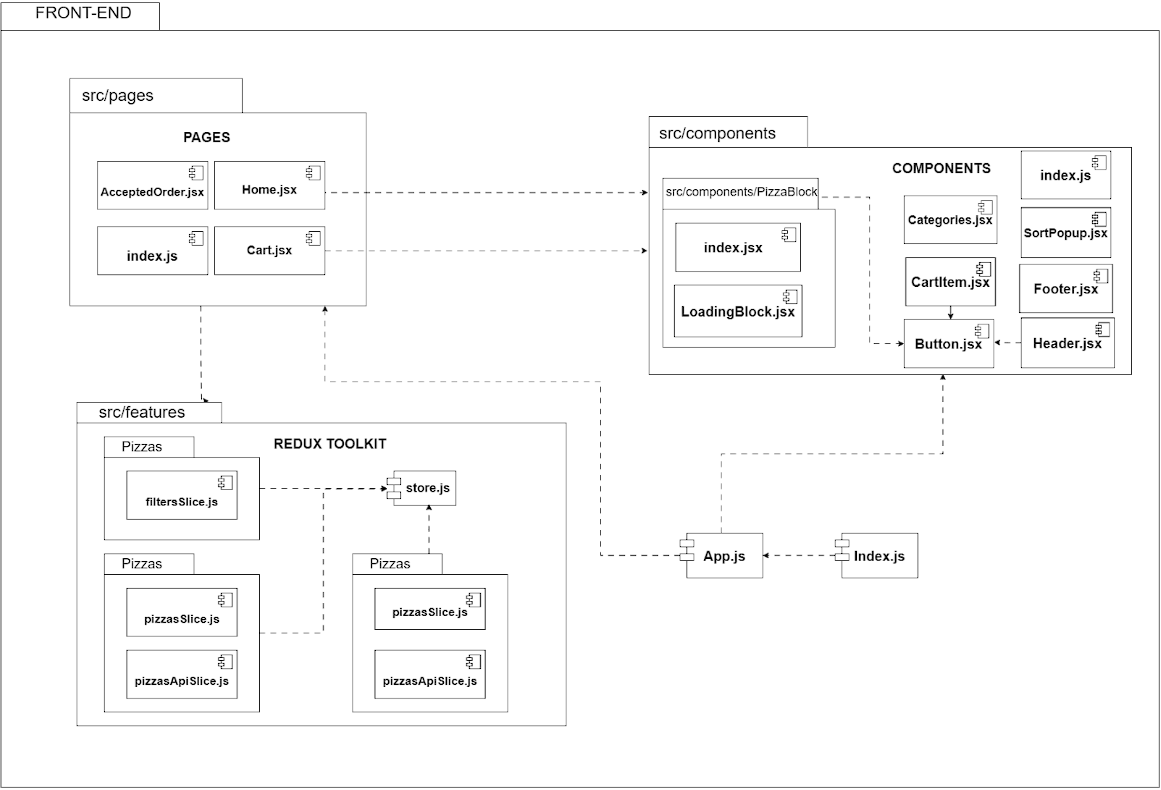 FRONT-END
src/pages
PAGES
AcceptedOrder.jsx
Home.jsx
index.js
Cart.jsx
src/components
COMPONENTS
src/components/PizzaBlock
index.jsx
LoadingBlock.jsx
Categories.jsx
CartItem.jsx
Button.jsx
index.js
SortPopup.jsx
Footer.jsx
Header.jsx
src/features
REDUX TOOLKIT
Pizzas
filtersSlice.js
store.js
Pizzas
pizzasSlice.js
pizzasApiSlice.js
Pizzas
pizzasSlice.js
pizzasApiSlice.js
App.js
Index.js